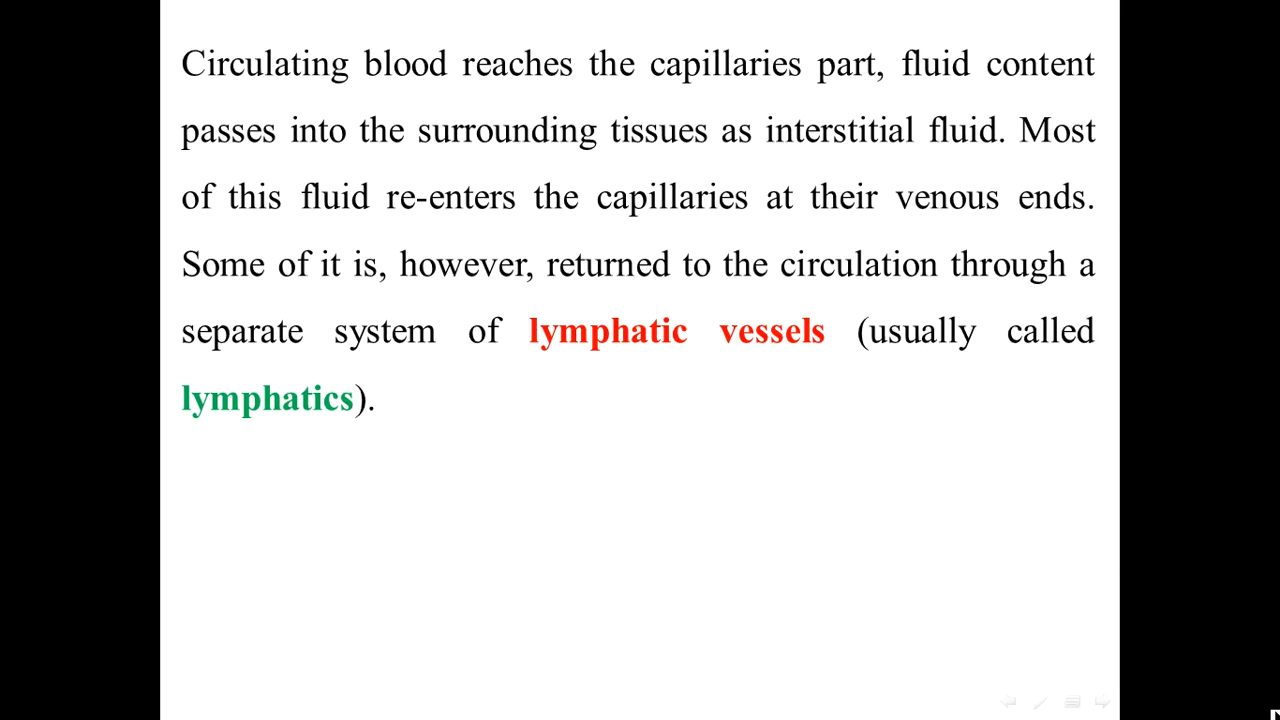 Circulating blood reaches the capillaries part, fluid content
passes into the surrounding tissues as interstitial fluid. Most
of this fluid re-enters the capillaries at their venous ends.
Some of it is, however, returned to the circulation through a
separate system of lymphatic vessels (usually called
lymphatics).